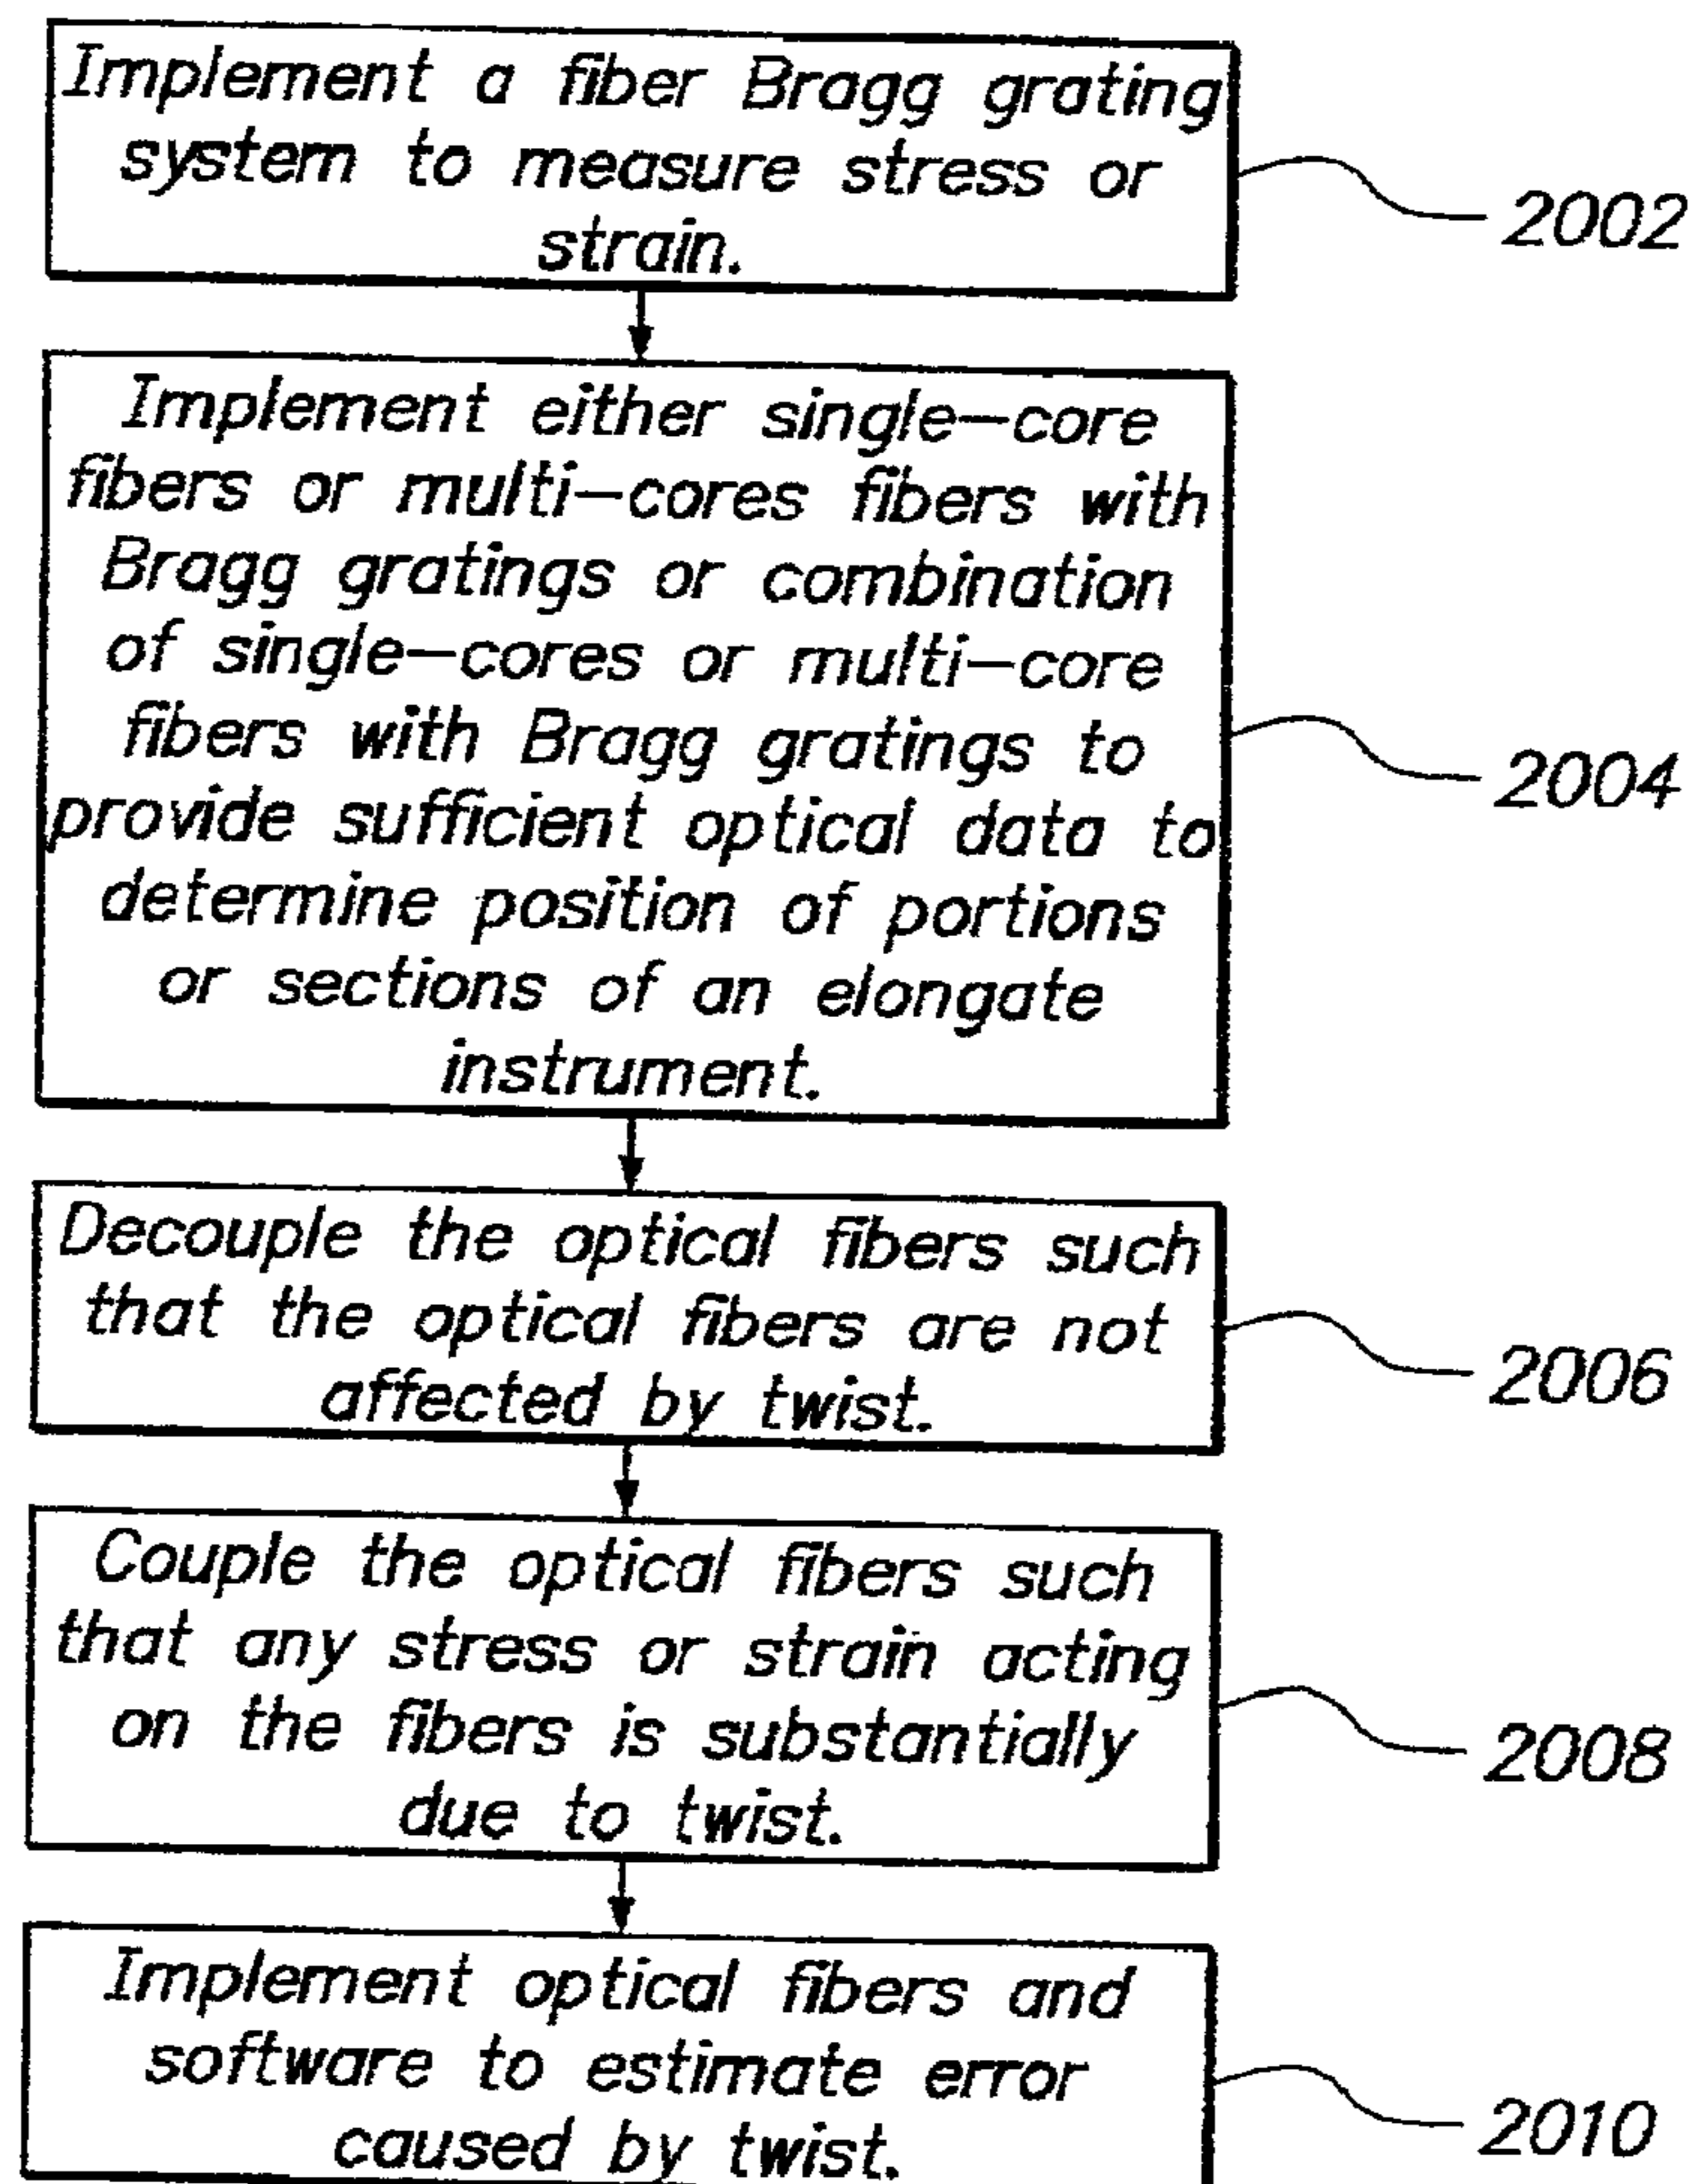 Implement a fiber Bragg grating
system to measure stress or
strain.
2002
Implement either single-core
fibers or multi-cores fibers with
Bragg gratings or combination
of single-cores or multi-core
fibers with Bragg gratings to
provide sufficient optical data to
determine position of portions
or sections of an elongate
instrument.
2004
Decouple the optical fibers such
that the optical fibers are not
affected by twist.
2006
Couple the optical fibers such
that any stress or strain acting
on the fibers is substantially
due to twist.
2008
Implement optical fibers and
software to estimate error
caused by twist.
2010